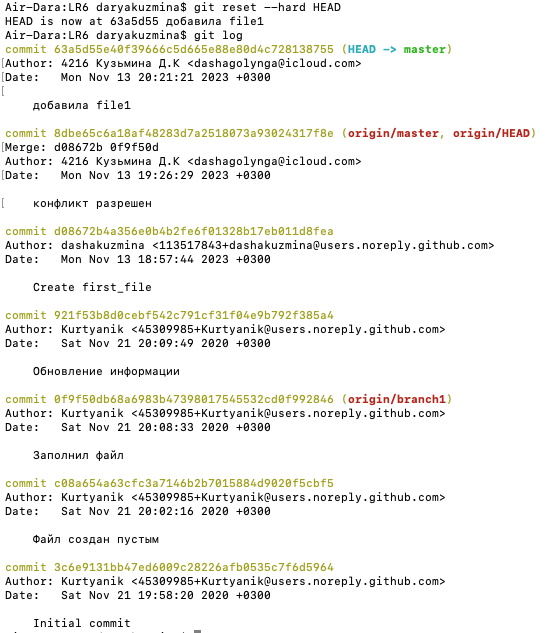 Air-Dara:LR6 daryakuzmina$ git reset --hard HEAD
HEAD is now at 63a5d55 добавила file1
Air-Dara:LR6 daryakuzmina$ git log
commit 63a5d55e40f39666c5d665e88e80d4c728138755 (HEAD -> master)
Author: 4216 Кузьмина Д.К <dashagolynga@icloud.com>
Date:   Mon Nov 13 20:21:21 2023 +0300
добавила file1
commit 8dbe65c6a18af48283d7a2518073a93024317f8e (origin/master, origin/HEAD)
Merge: d08672b 0f9f50d
Author: 4216 Кузьмина Д.К <dashagolynga@icloud.com>
Date:   Mon Nov 13 19:26:29 2023 +0300
конфликт разрешен
commit d08672b4a356e0b4b2fe6f01328b17eb011d8fea
Author: dashakuzmina <113517843+dashakuzmina@users.noreply.github.com>
Date:   Mon Nov 13 18:57:44 2023 +0300
Create first_file
commit 921f53b8d0cebf542c791cf31f04e9b792f385a4
Author: Kurtyanik <45309985+Kurtyanik@users.noreply.github.com>
Date:   Sat Nov 21 20:09:49 2020 +0300
Обновление информации
commit 0f9f50db68a6983b47398017545532cd0f992846 (origin/branch1)
Author: Kurtyanik <45309985+Kurtyanik@users.noreply.github.com>
Date:   Sat Nov 21 20:08:33 2020 +0300
Заполнил файл
commit c08a654a63cfc3a7146b2b7015884d9020f5cbf5
Author: Kurtyanik <45309985+Kurtyanik@users.noreply.github.com>
Date:   Sat Nov 21 20:02:16 2020 +0300
Файл создан пустым
commit 3c6e9131bb47ed6009c28226afb0535c7f6d5964
Author: Kurtyanik <45309985+Kurtyanik@users.noreply.github.com>
Date:   Sat Nov 21 19:58:20 2020 +0300
Initial commit